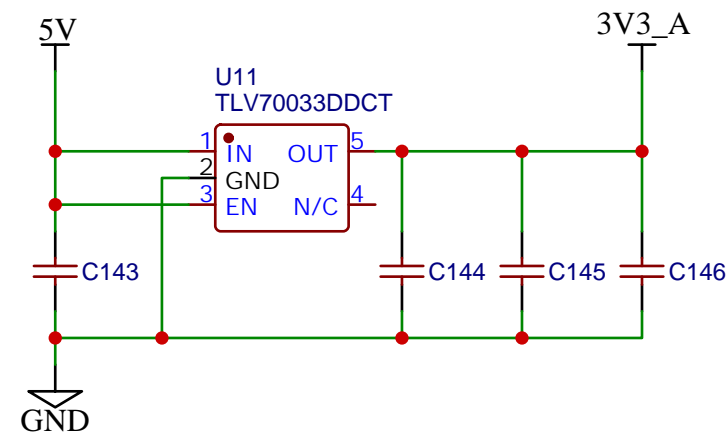 5V
3V3_A
U11
TLV70033DDCT
1 IN OUT 5
2 GND
3 EN N/C 4
C143
C144
C145
C146
GND